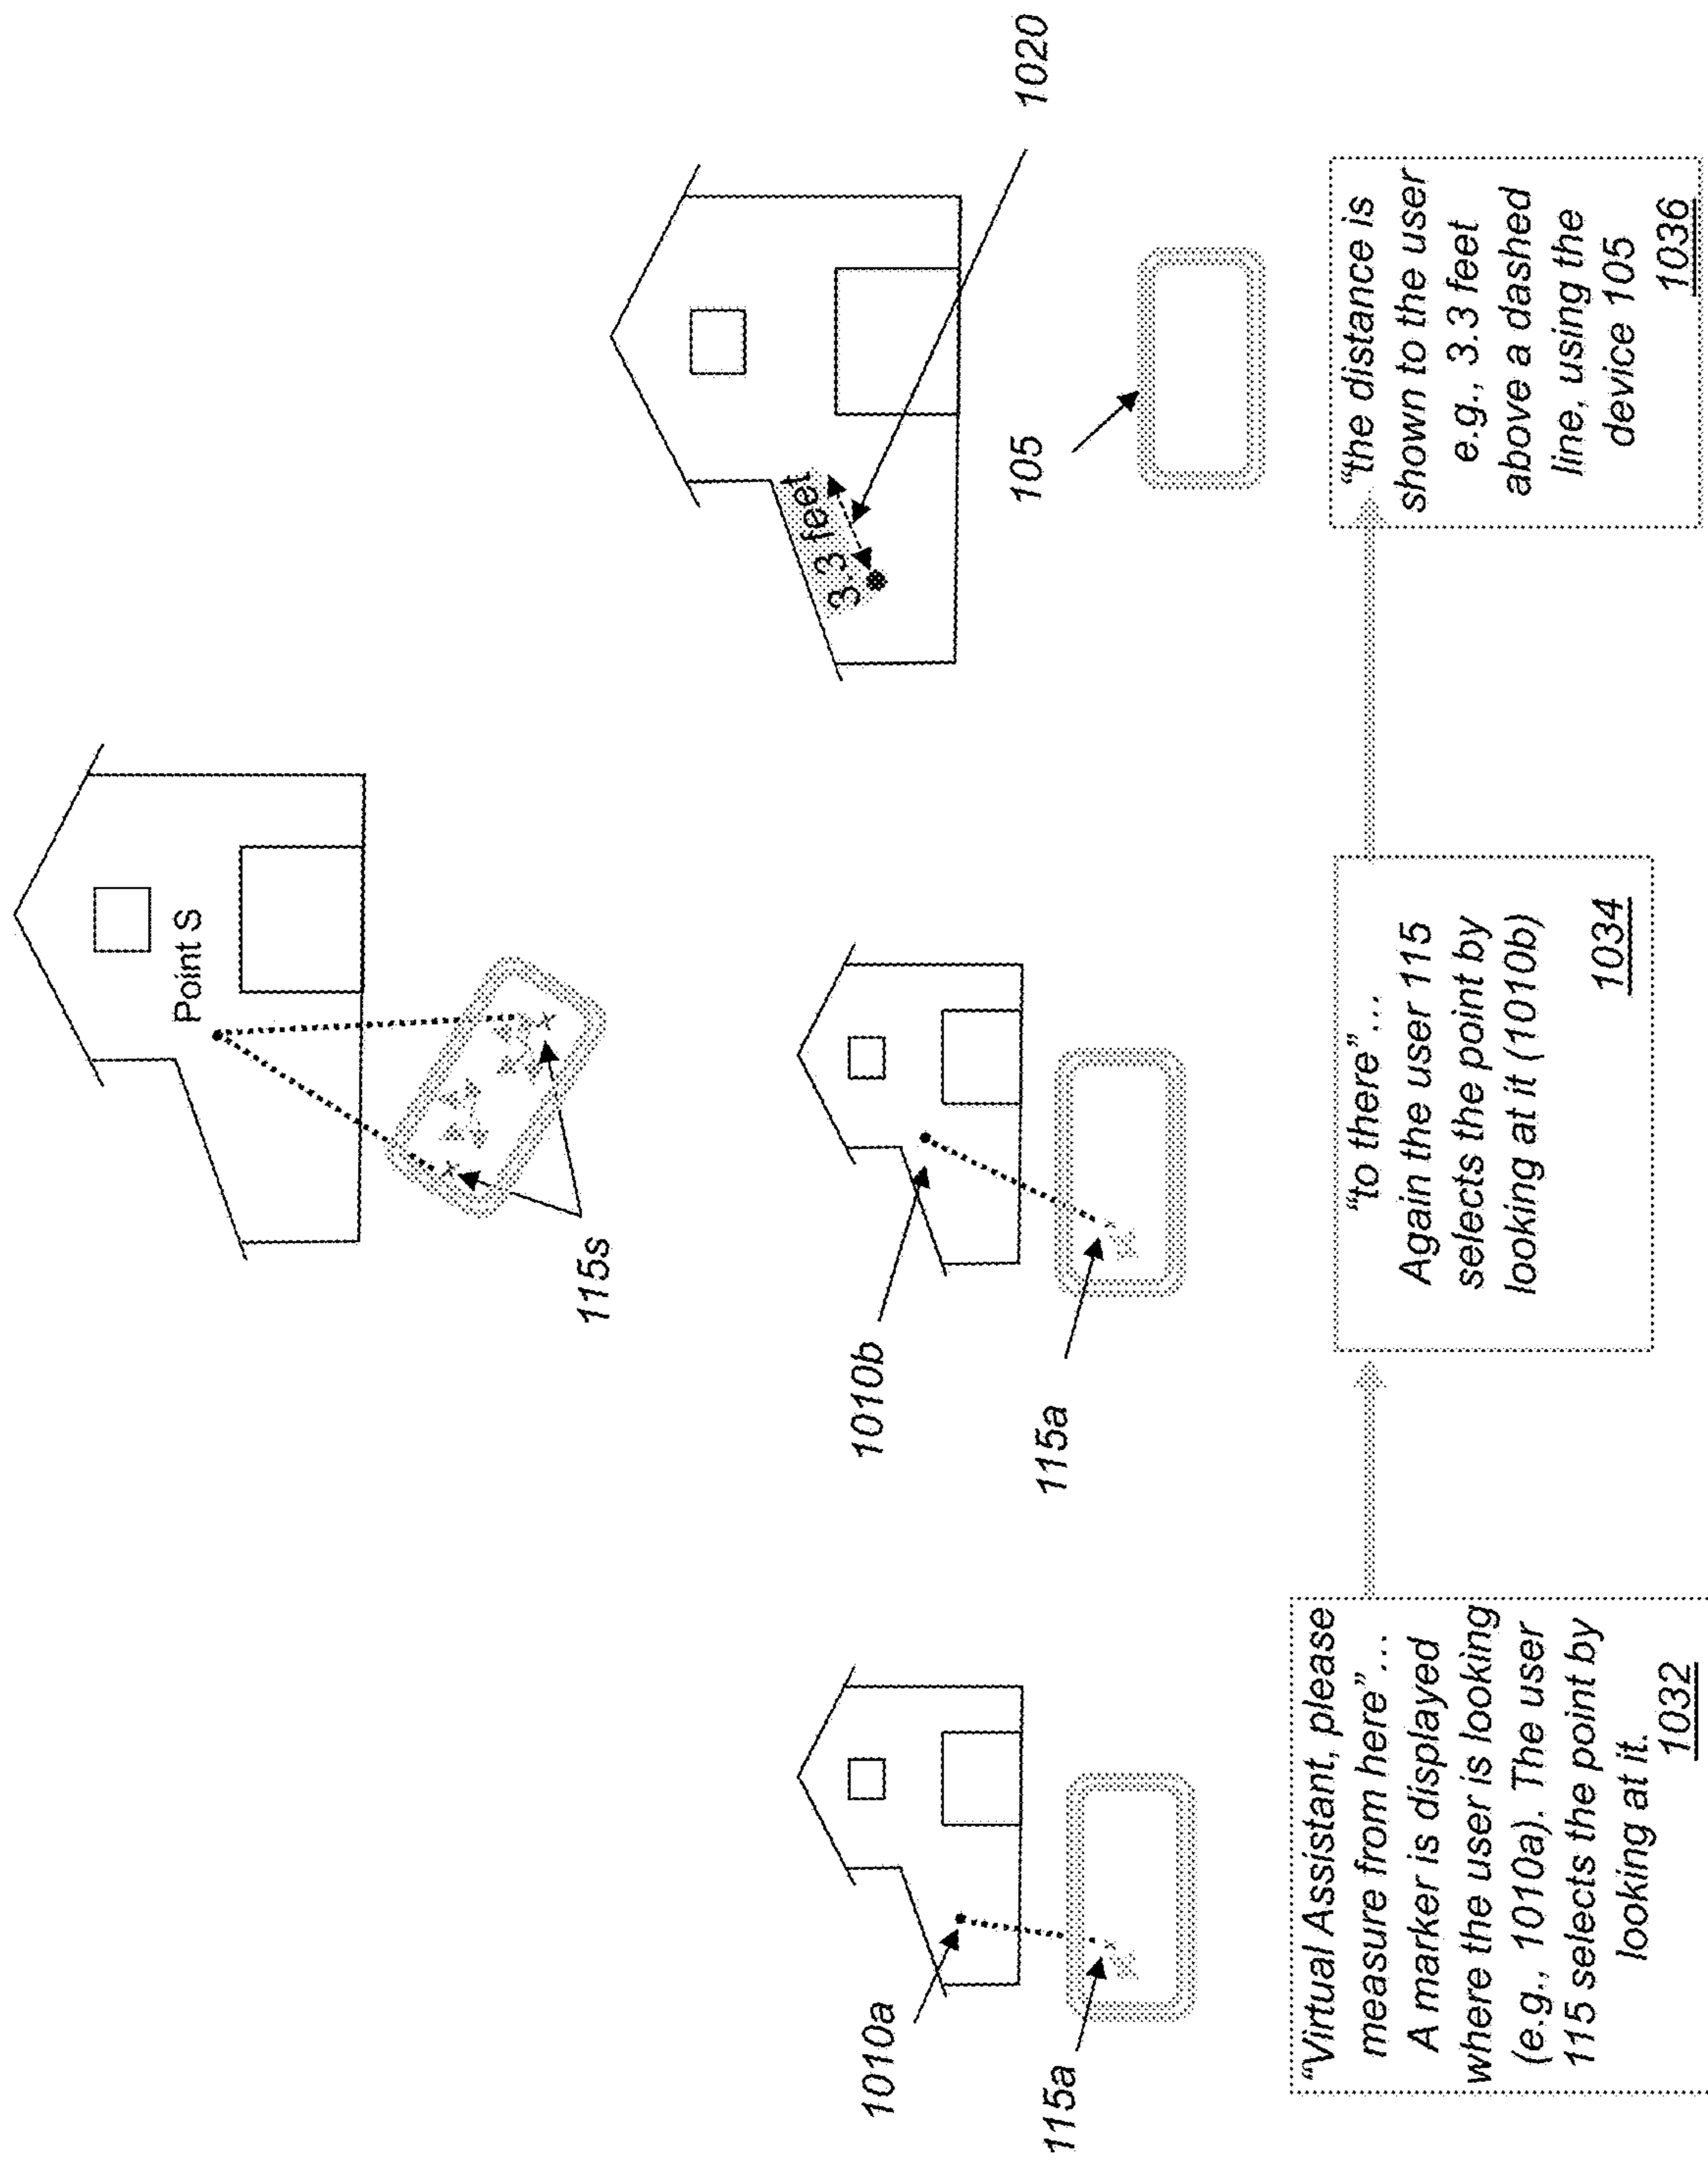 Point S
115s
1010a
115a
1010b
115a
3.3 feet
105
1020
“Virtual Assistant, please
measure from here”...
A marker is displayed
where the user is looking
(e.g., 1010a). The user
115 selects the point by
looking at it.
1032
“to there”...
Again the user 115
selects the point by
looking at it (1010b)
1034
“the distance is
shown to the user
e.g., 3.3 feet
above a dashed
line, using the
device 105
1036